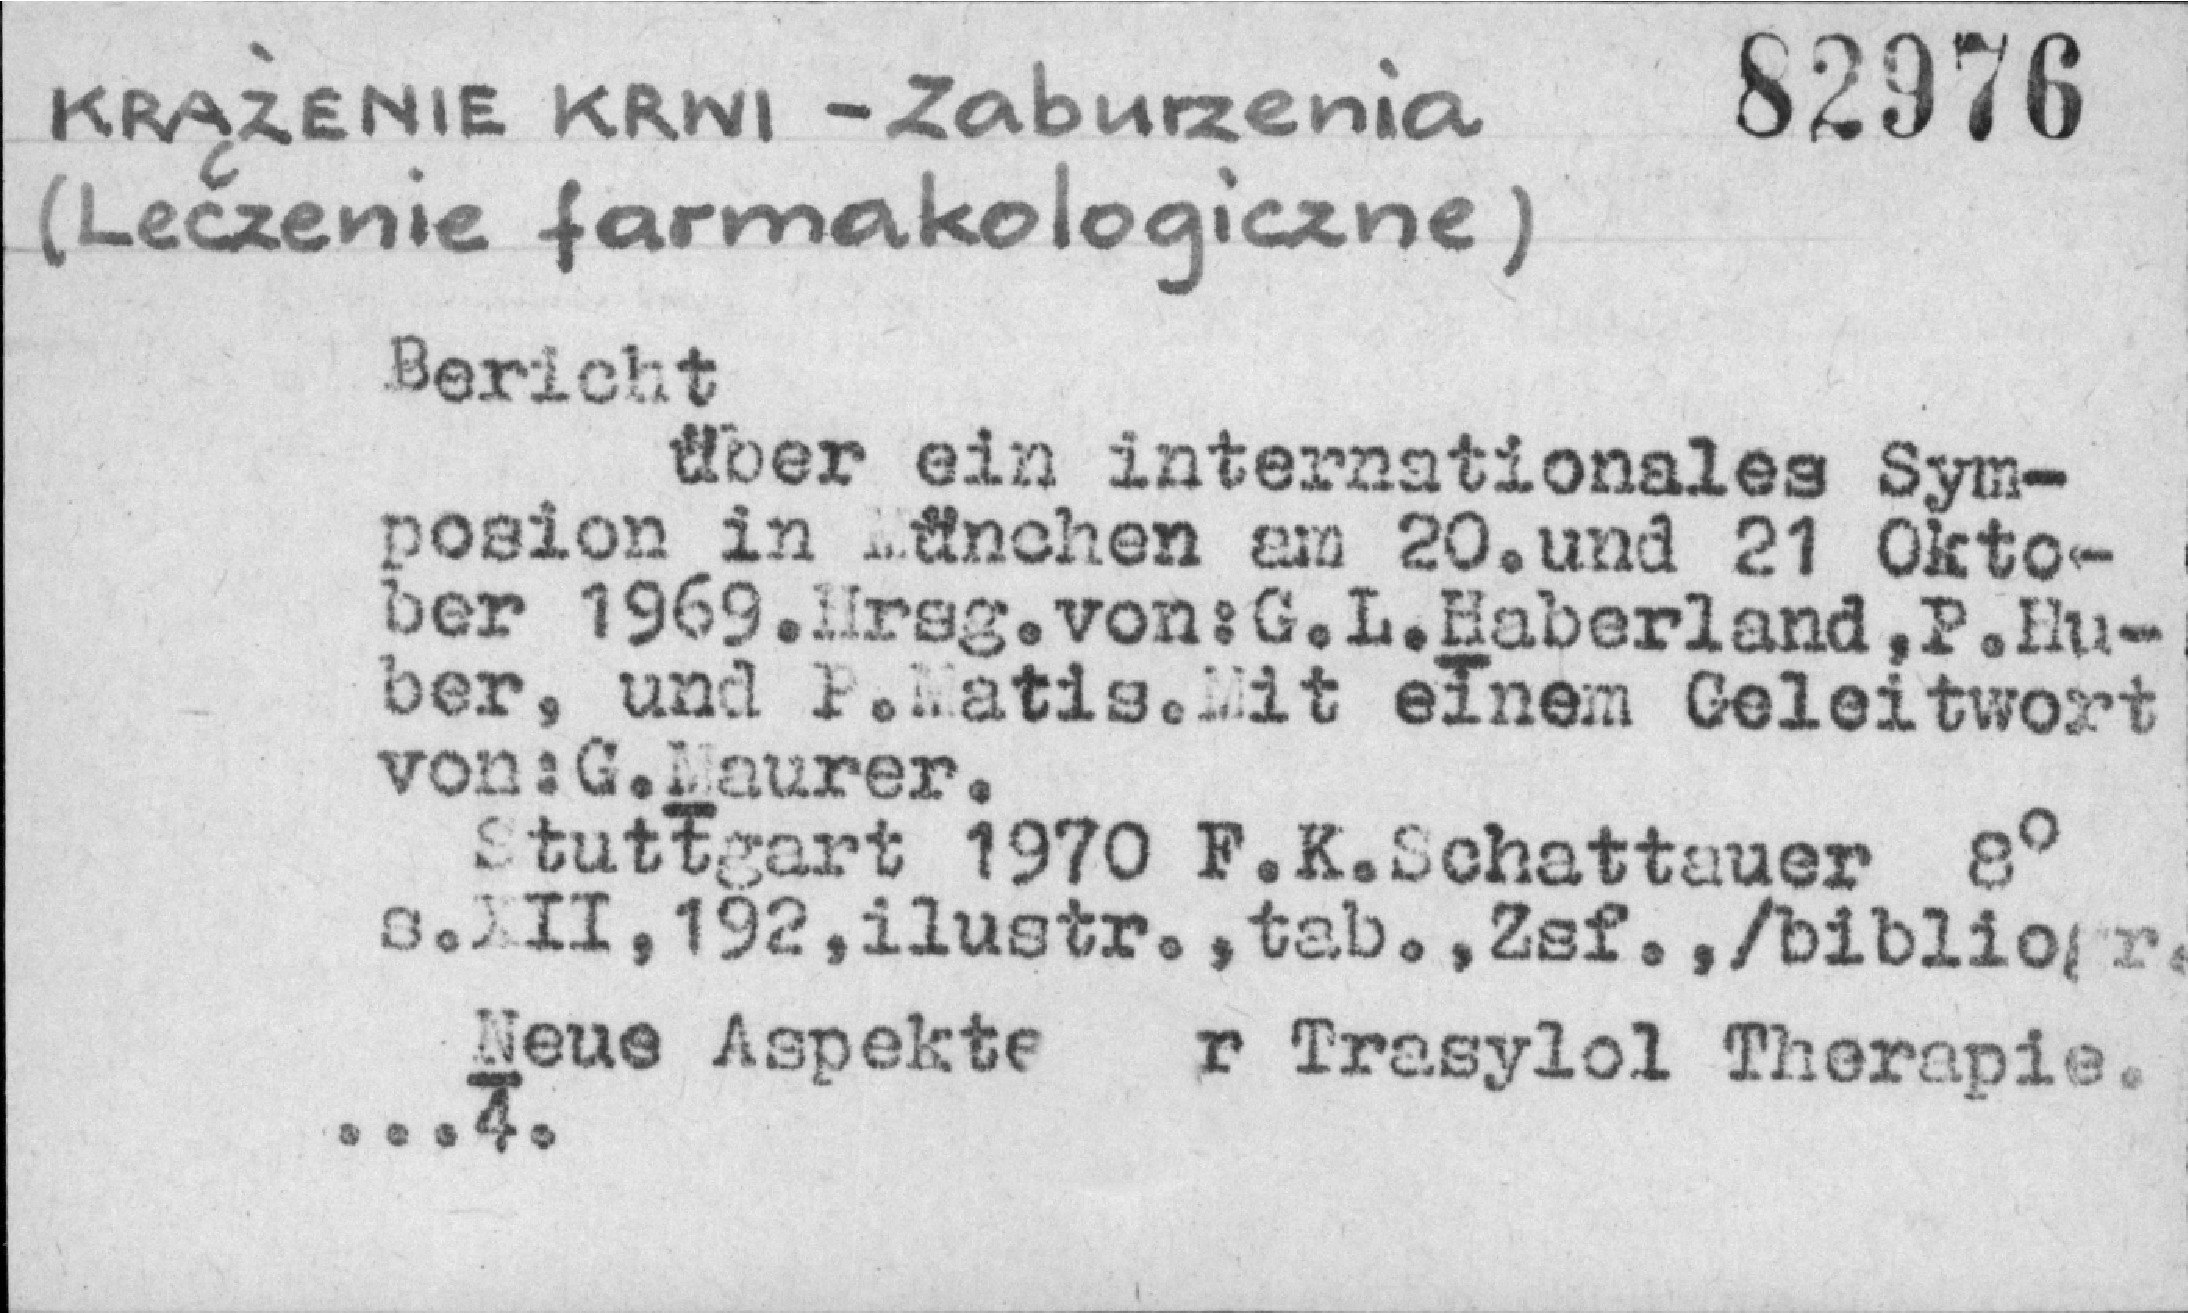 KRĄŻENIE KRWI - Zaburzenia 82976
(Leczenie farmakologiczne)
Bericht
über ein internationales Sym-
posion in München am 20.und 21 Okto-
ber 1969.Hrsg.von:G.L.Haberland,P.Hu-
ber, und P.Matis.Mit einem Geleitwort
von:G.Maurer.
Stuttgart 1970 F.K.Schattauer 8°
s.XII,192,ilustr.,tab.,Zsf.,/bibliogr.
Neue Aspekte r Trasylol Therapie.
...4.